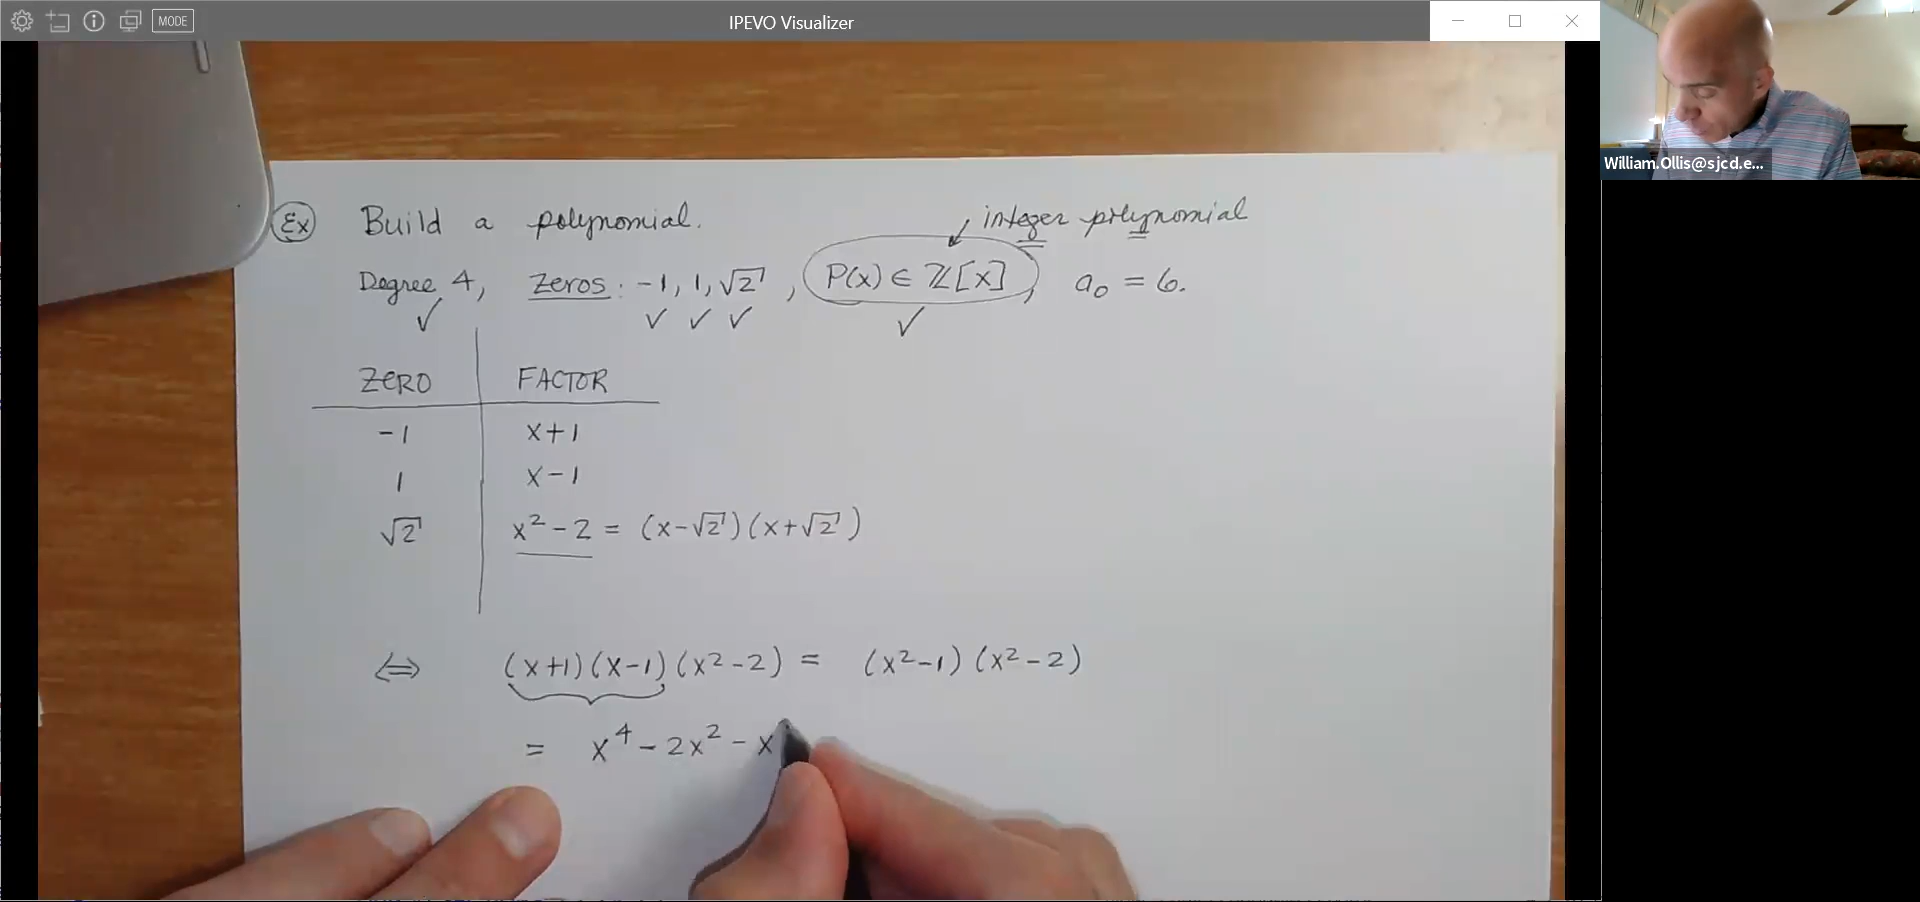 MODE
IPEVO Visualizer
William.Ollis@sjcd.e...
Ex Build a polynomial.
integer polynomial
Degree 4, Zeros: -1, 1, √2, P(x) ∈ ℤ[x], a₀ = 6.
✓ ✓ ✓ ✓ ✓
ZERO FACTOR
-1 x+1
1 x-1
√2 x²-2 = (x-√2)(x+√2)
⇔ (x+1)(x-1)(x²-2) = (x²-1)(x²-2)
= x⁴-2x²-x